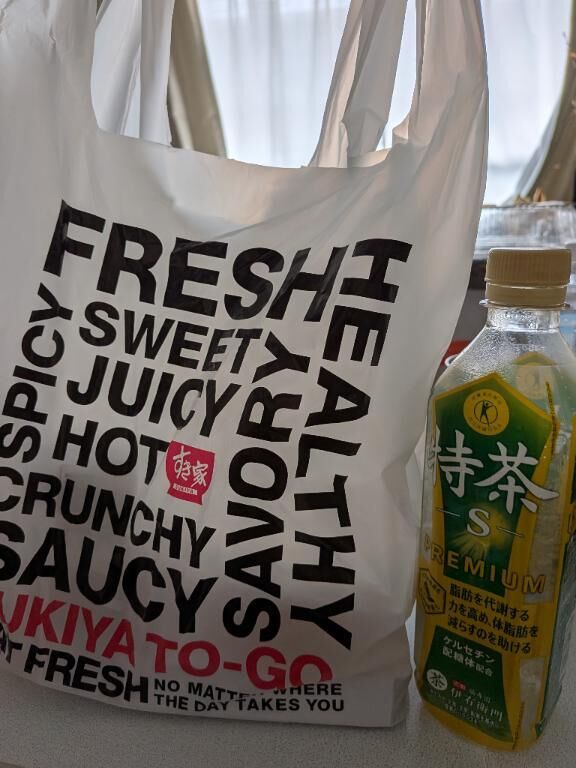 FRESH
HEALTHY
SPICY
SWEET
JUICY
HOT
SAVORY
すき家
SUKIYA
CRUNCHY
SAUCY
UKIYA TO-GO
AT FRESH
NO MATTER WHERE
THE DAY TAKES YOU
特茶
S
PREMIUM
脂肪を代謝する
力を高め、体脂肪を
減らすのを助ける
ケルセチン
配糖体配合
茶
伊右衛門